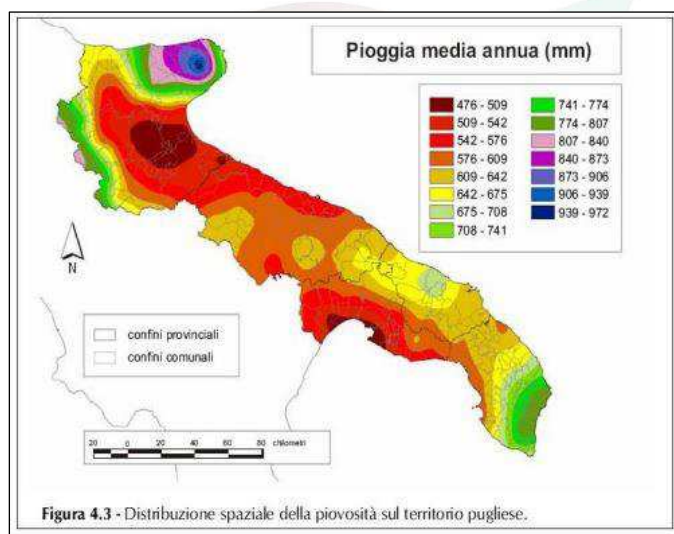 Pioggia media annua (mm)
476 - 509
509 - 542
542 - 576
576 - 609
609 - 642
642 - 675
675 - 708
708 - 741
741 - 774
774 - 807
807 - 840
840 - 873
873 - 906
906 - 939
939 - 972
N
confini provinciali
confini comunali
20 0 20 40 60 80 chilometri
Figura 4.3 - Distribuzione spaziale della piovosità sul territorio pugliese.